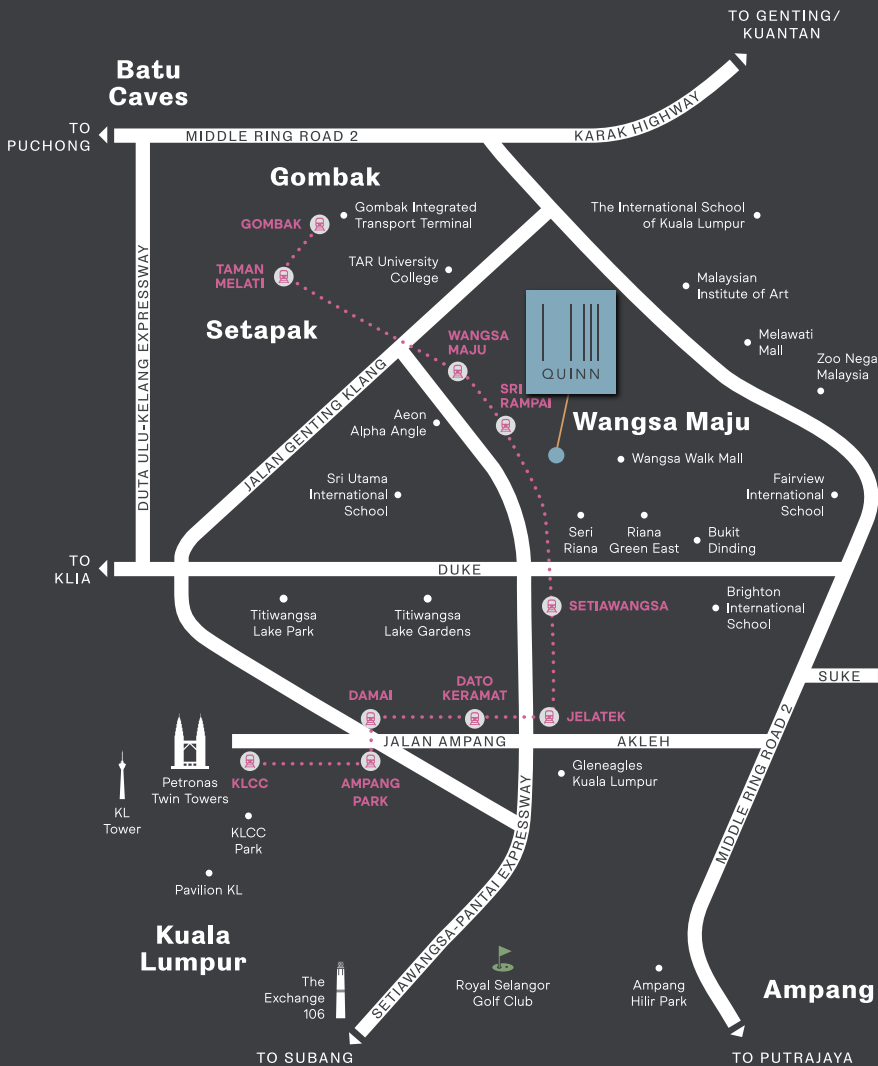 TO GENTING/
KUANTAN
Batu
Caves
TO
PUCHONG
MIDDLE RING ROAD 2
KARAK HIGHWAY
Gombak
GOMBAK
Gombak Integrated
Transport Terminal
The International School
of Kuala Lumpur
TAMAN
MELATI
TAR University
College
Malaysian
Institute of Art
DUTA ULU-KELANG EXPRESSWAY
Setapak
WANGSA
MAJU
QUINN
Melawati
Mall
Zoo Nega
Malaysia
SRI
RAMPAI
JALAN GENTING KLANG
Aeon
Alpha Angle
Wangsa Maju
Wangsa Walk Mall
Sri Utama
International
School
Fairview
International
School
Seri
Riana
Riana
Green East
Bukit
Dinding
TO
KLIA
DUKE
Titiwangsa
Lake Park
Titiwangsa
Lake Gardens
SETIAWANGSA
Brighton
International
School
SUKE
DAMAI
DATO
KERAMAT
JELATEK
JALAN AMPANG
AKLEH
MIDDLE RING ROAD 2
KL
Tower
Petronas
Twin Towers
KLCC
AMPANG
PARK
Gleneagles
Kuala Lumpur
KLCC
Park
Pavilion KL
SETIAWANGSA-PANTAI EXPRESSWAY
Kuala
Lumpur
The
Exchange
106
Royal Selangor
Golf Club
Ampang
Hilir Park
Ampang
TO SUBANG
TO PUTRAJAYA